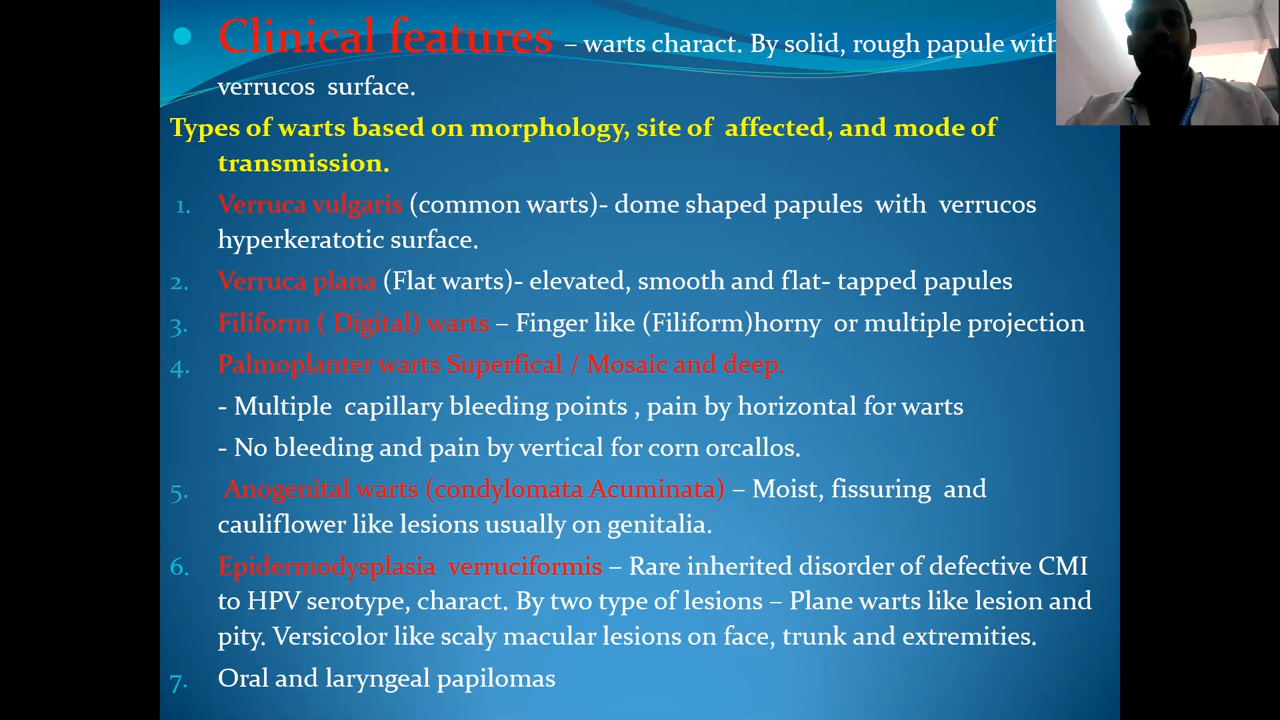 Clinical features – warts charact. By solid, rough papule with
verrucos surface.
Types of warts based on morphology, site of affected, and mode of
transmission.
1. Verruca vulgaris (common warts)- dome shaped papules with verrucos
hyperkeratotic surface.
2. Verruca plana (Flat warts)- elevated, smooth and flat- tapped papules
3. Filiform ( Digital) warts – Finger like (Filiform)horny or multiple projection
4. Palmoplanter warts Superfical / Mosaic and deep.
- Multiple capillary bleeding points , pain by horizontal for warts
- No bleeding and pain by vertical for corn orcallos.
5. Anogenital warts (condylomata Acuminata) – Moist, fissuring and
cauliflower like lesions usually on genitalia.
6. Epidermodysplasia verruciformis – Rare inherited disorder of defective CMI
to HPV serotype, charact. By two type of lesions – Plane warts like lesion and
pity. Versicolor like scaly macular lesions on face, trunk and extremities.
7. Oral and laryngeal papilomas